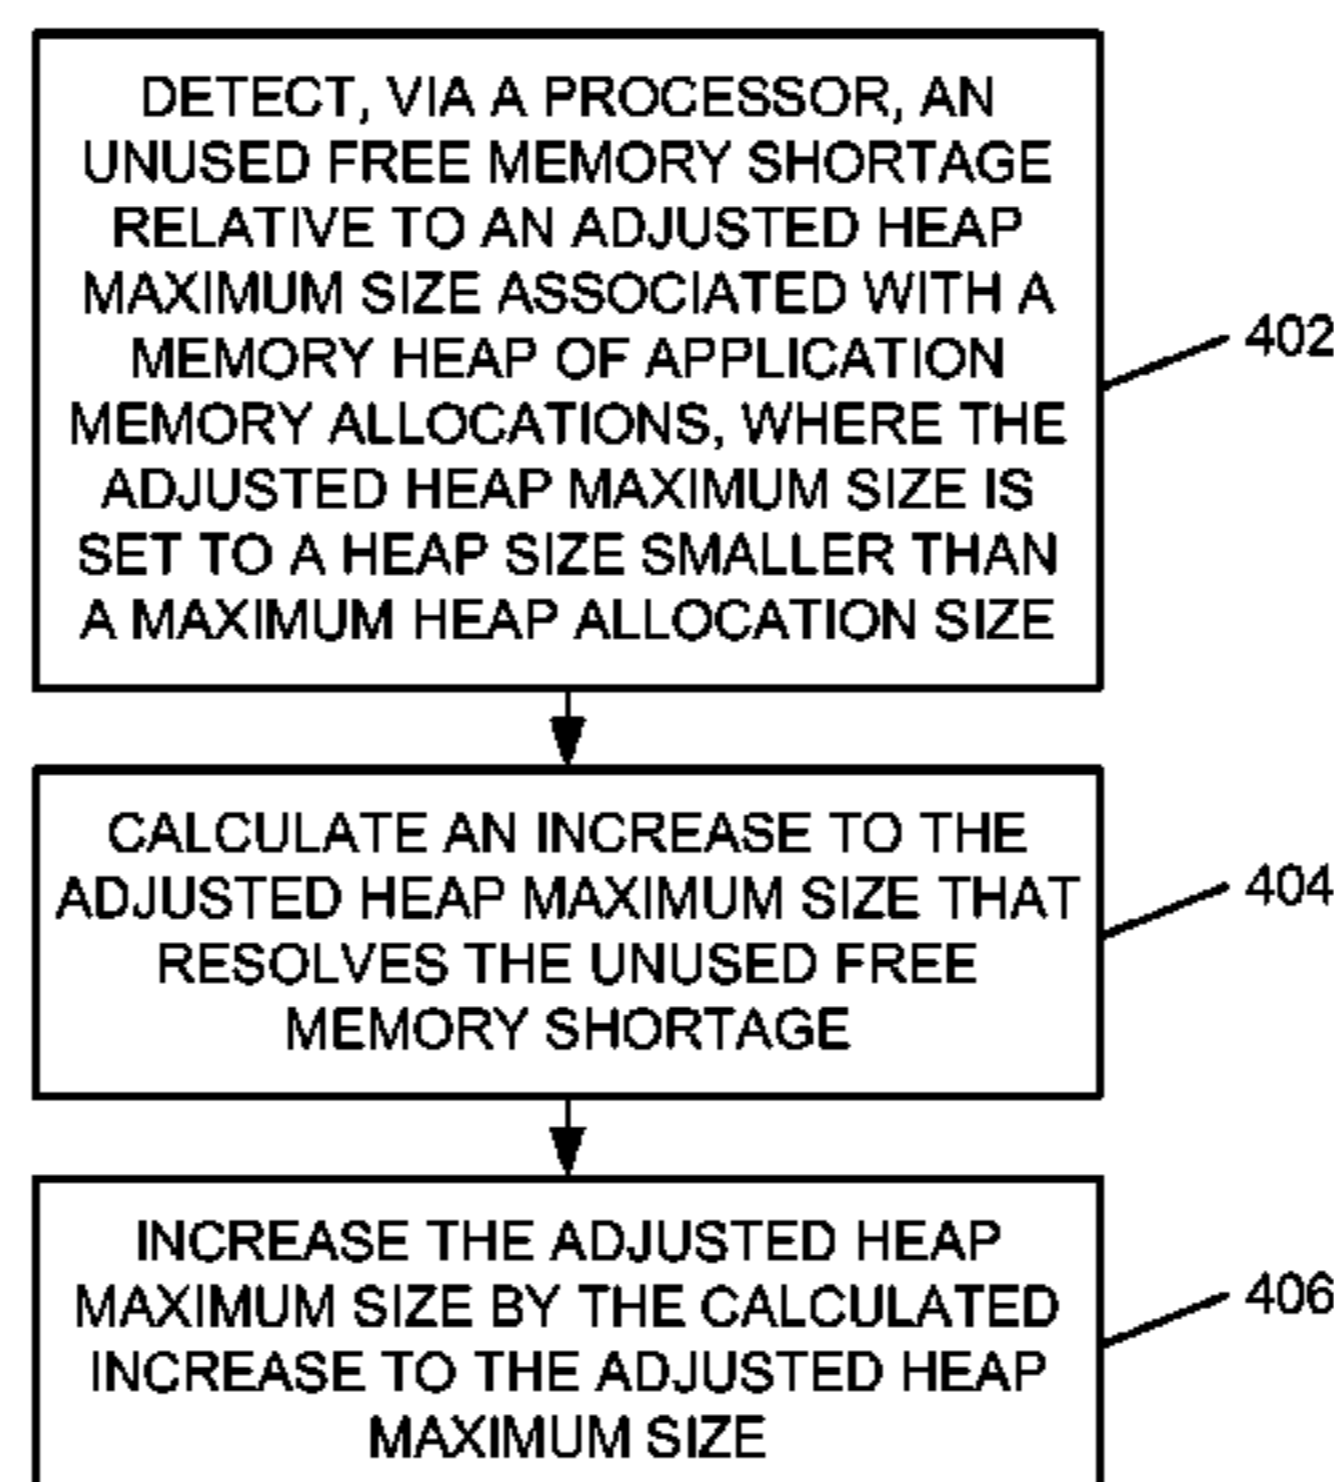 DETECT, VIA A PROCESSOR, AN
UNUSED FREE MEMORY SHORTAGE
RELATIVE TO AN ADJUSTED HEAP
MAXIMUM SIZE ASSOCIATED WITH A
MEMORY HEAP OF APPLICATION
MEMORY ALLOCATIONS, WHERE THE
ADJUSTED HEAP MAXIMUM SIZE IS
SET TO A HEAP SIZE SMALLER THAN
A MAXIMUM HEAP ALLOCATION SIZE
402
CALCULATE AN INCREASE TO THE
ADJUSTED HEAP MAXIMUM SIZE THAT
RESOLVES THE UNUSED FREE
MEMORY SHORTAGE
404
INCREASE THE ADJUSTED HEAP
MAXIMUM SIZE BY THE CALCULATED
INCREASE TO THE ADJUSTED HEAP
MAXIMUM SIZE
406